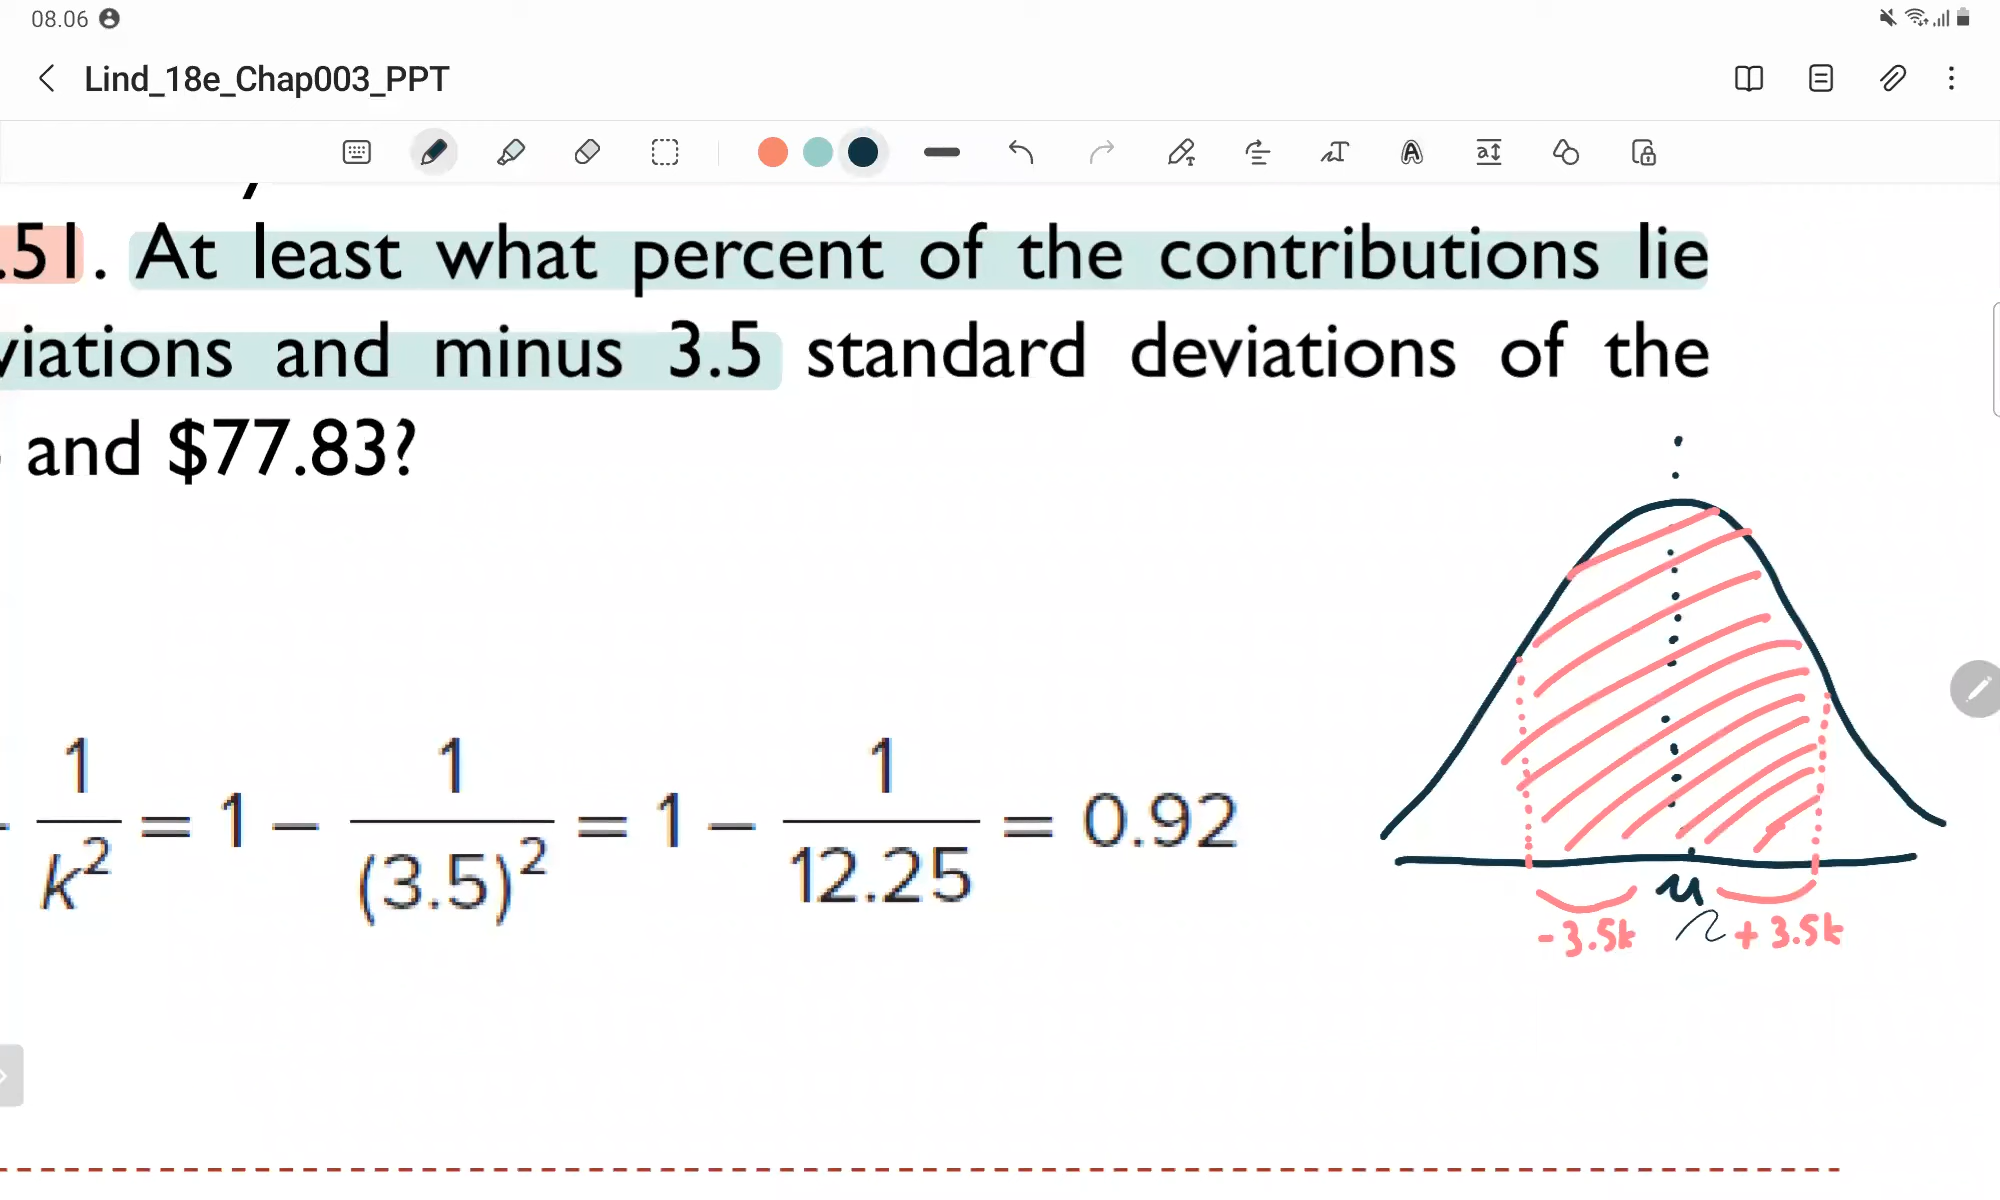 08.06
Lind_18e_Chap003_PPT
.51. At least what percent of the contributions lie
viations and minus 3.5 standard deviations of the
and $77.83?
1/k² = 1 − 1/(3.5)² = 1 − 1/12.25 = 0.92
μ
-3.5k + 3.5k